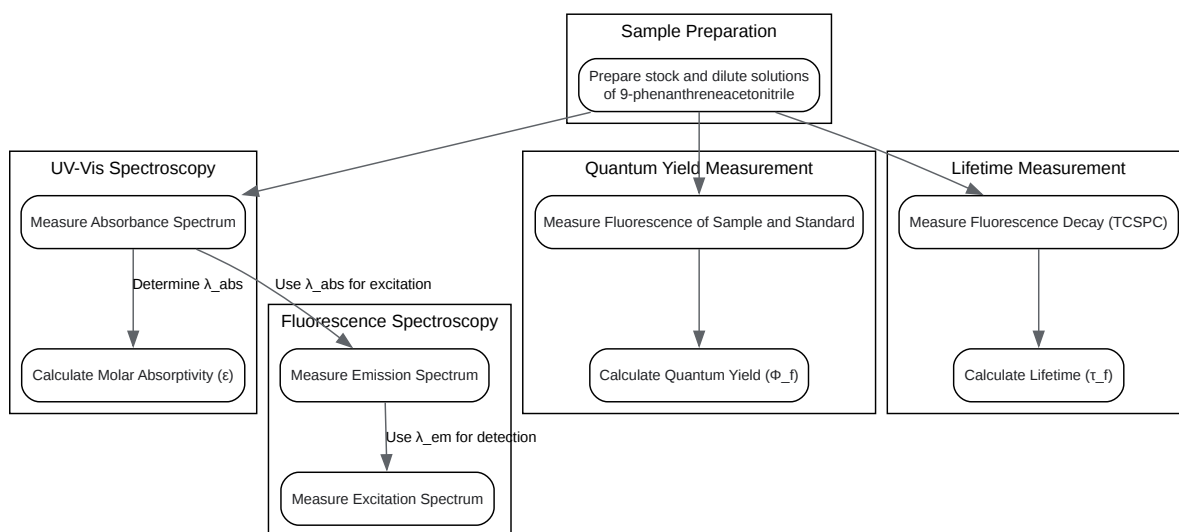 Sample Preparation
Prepare stock and dilute solutions
of 9-phenanthreneacetonitrile
UV-Vis Spectroscopy
Measure Absorbance Spectrum
Determine λ_abs
Use λ_abs for excitation
Calculate Molar Absorptivity (ε)
Fluorescence Spectroscopy
Measure Emission Spectrum
Use λ_em for detection
Measure Excitation Spectrum
Quantum Yield Measurement
Measure Fluorescence of Sample and Standard
Calculate Quantum Yield (Φ_f)
Lifetime Measurement
Measure Fluorescence Decay (TCSPC)
Calculate Lifetime (τ_f)